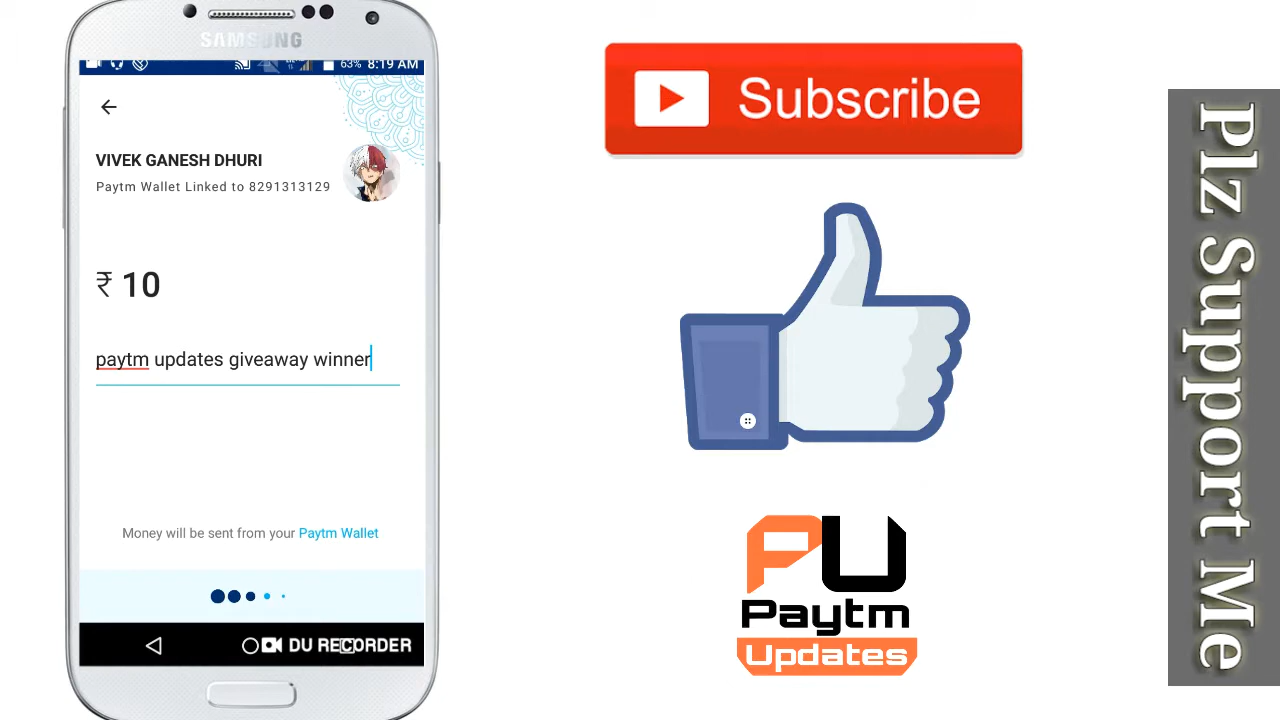 SAMSUNG
63% 8:19 AM
VIVEK GANESH DHURI
Paytm Wallet Linked to 8291313129
₹ 10
paytm updates giveaway winner
Money will be sent from your Paytm Wallet
DU RECORDER
Subscribe
PU
Paytm
Updates
Plz Support Me